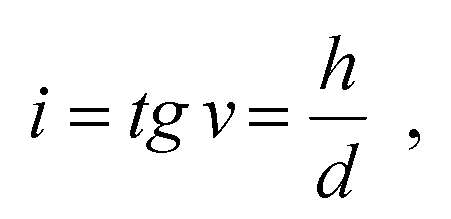 i = tg v = h/d ,